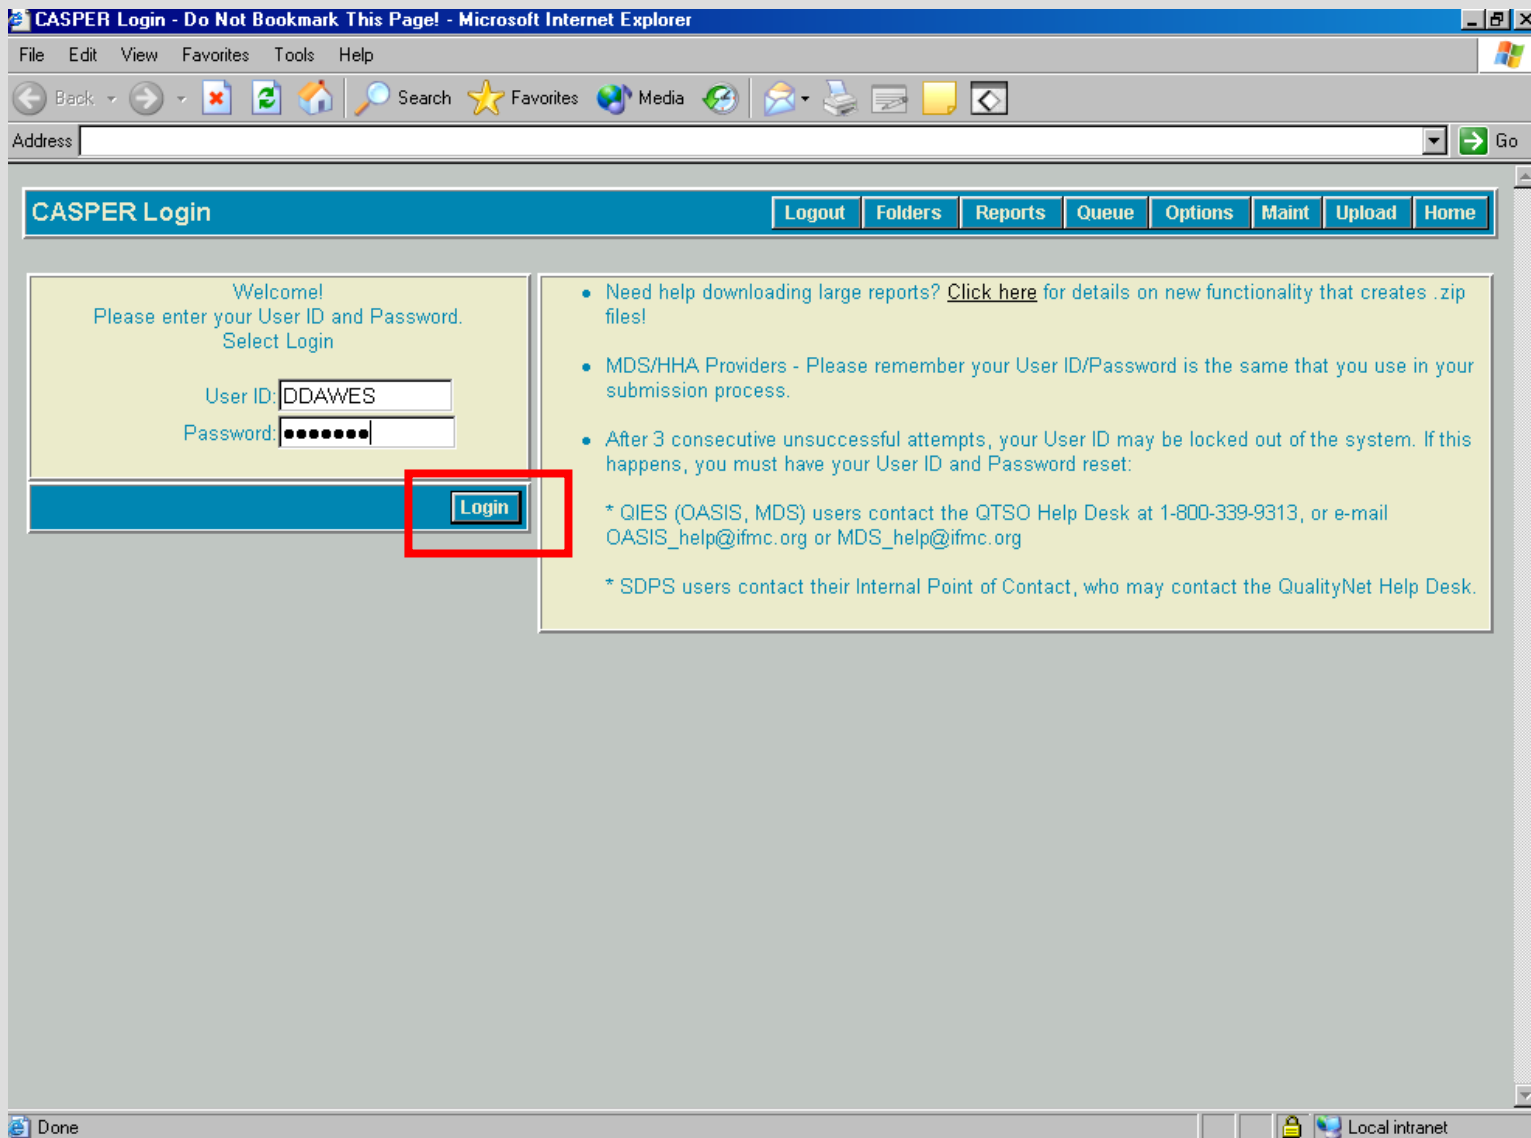 CASPER Login - Do Not Bookmark This Page! - Microsoft Internet Explorer
File Edit View Favorites Tools Help
Back Search Favorites Media
Address Go
CASPER Login Logout Folders Reports Queue Options Maint Upload Home
Welcome!
Please enter your User ID and Password.
Select Login
User ID: DDAWES
Password: ●●●●●●●
Login
• Need help downloading large reports? Click here for details on new functionality that creates .zip
files!
• MDS/HHA Providers - Please remember your User ID/Password is the same that you use in your
submission process.
• After 3 consecutive unsuccessful attempts, your User ID may be locked out of the system. If this
happens, you must have your User ID and Password reset:
* QIES (OASIS, MDS) users contact the QTSO Help Desk at 1-800-339-9313, or e-mail
OASIS_help@ifmc.org or MDS_help@ifmc.org
* SDPS users contact their Internal Point of Contact, who may contact the QualityNet Help Desk.
Done Local intranet